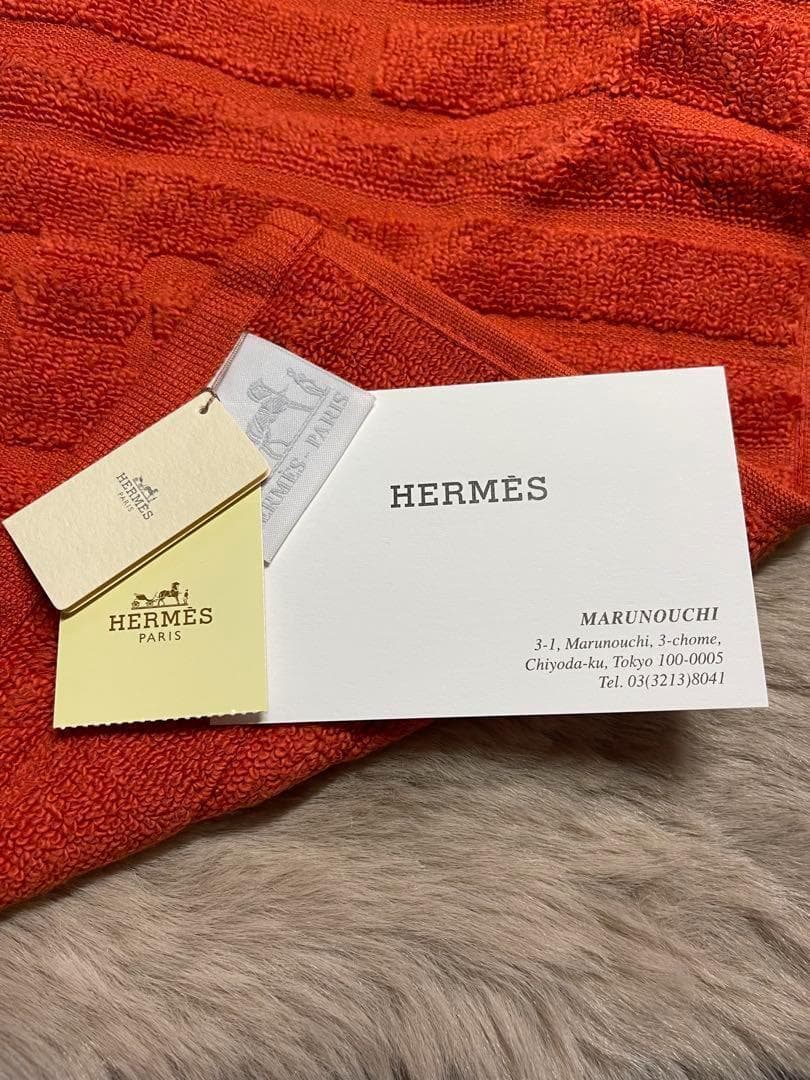 HERMÈS
PARIS
HERMÈS-PARIS
HERMÈS
PARIS
HERMÈS
MARUNOUCHI
3-1, Marunouchi, 3-chome,
Chiyoda-ku, Tokyo 100-0005
Tel. 03(3213)8041